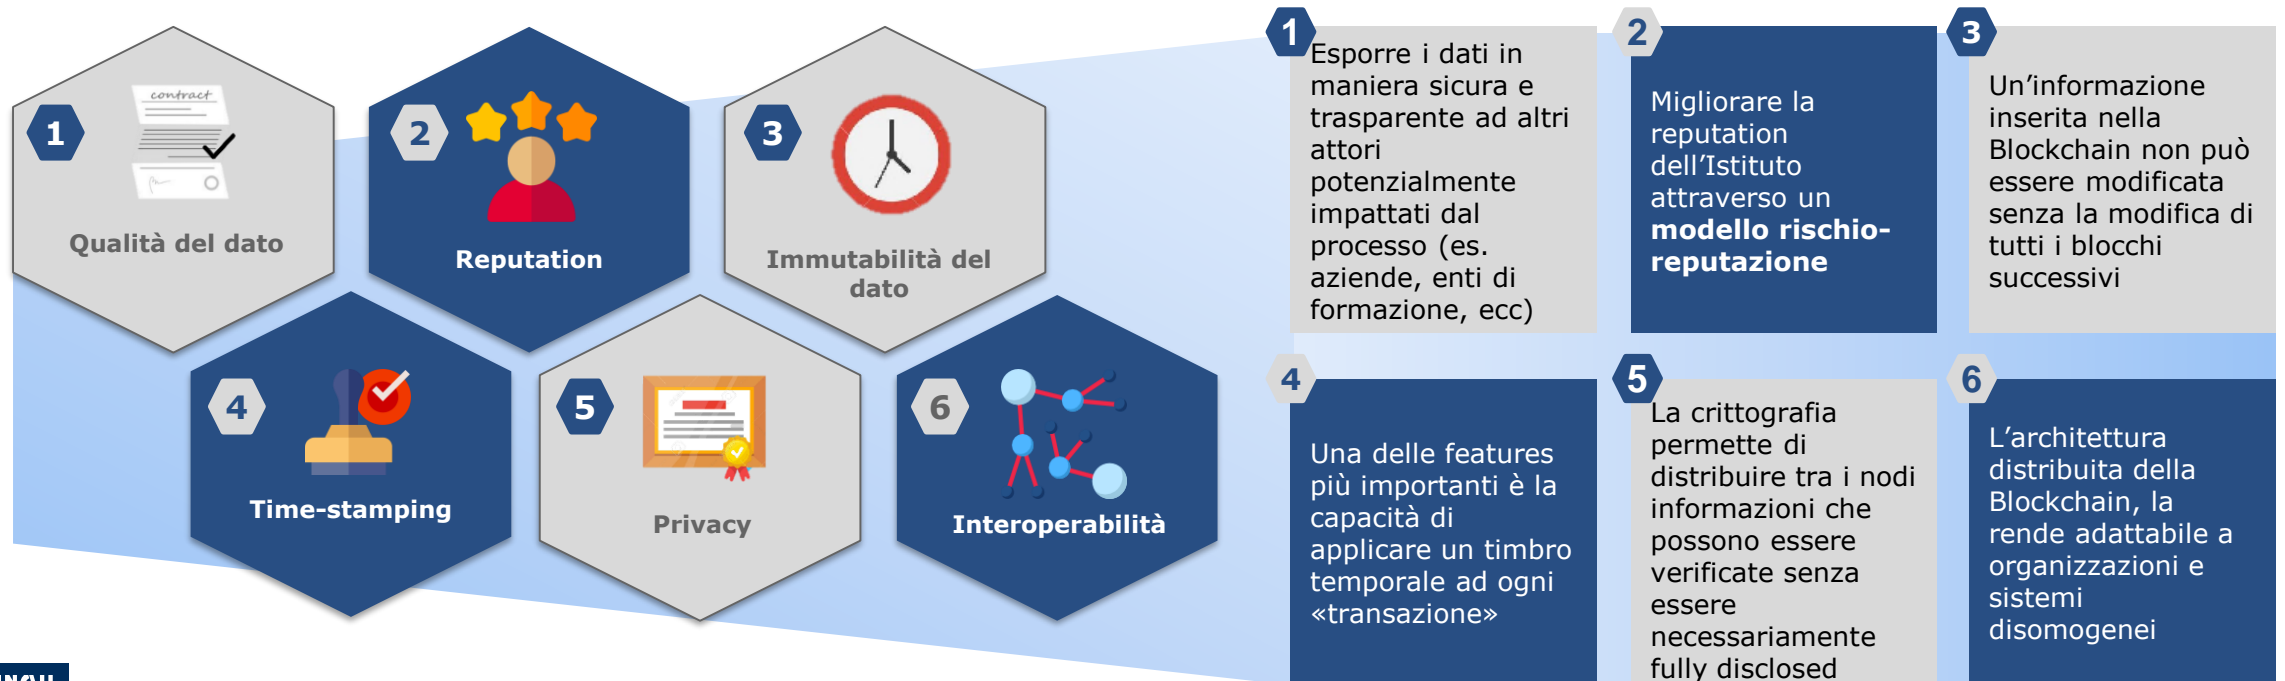 1
contract
Qualità del dato
2
Reputation
3
Immutabilità del
dato
4
Time-stamping
5
Privacy
6
Interoperabilità
1
Esporre i dati in
maniera sicura e
trasparente ad altri
attori
potenzialmente
impattati dal
processo (es.
aziende, enti di
formazione, ecc)
2
Migliorare la
reputation
dell’Istituto
attraverso un
modello rischio-
reputazione
3
Un’informazione
inserita nella
Blockchain non può
essere modificata
senza la modifica di
tutti i blocchi
successivi
4
Una delle features
più importanti è la
capacità di
applicare un timbro
temporale ad ogni
«transazione»
5
La crittografia
permette di
distribuire tra i nodi
informazioni che
possono essere
verificate senza
essere
necessariamente
fully disclosed
6
L’architettura
distribuita della
Blockchain, la
rende adattabile a
organizzazioni e
sistemi
disomogenei